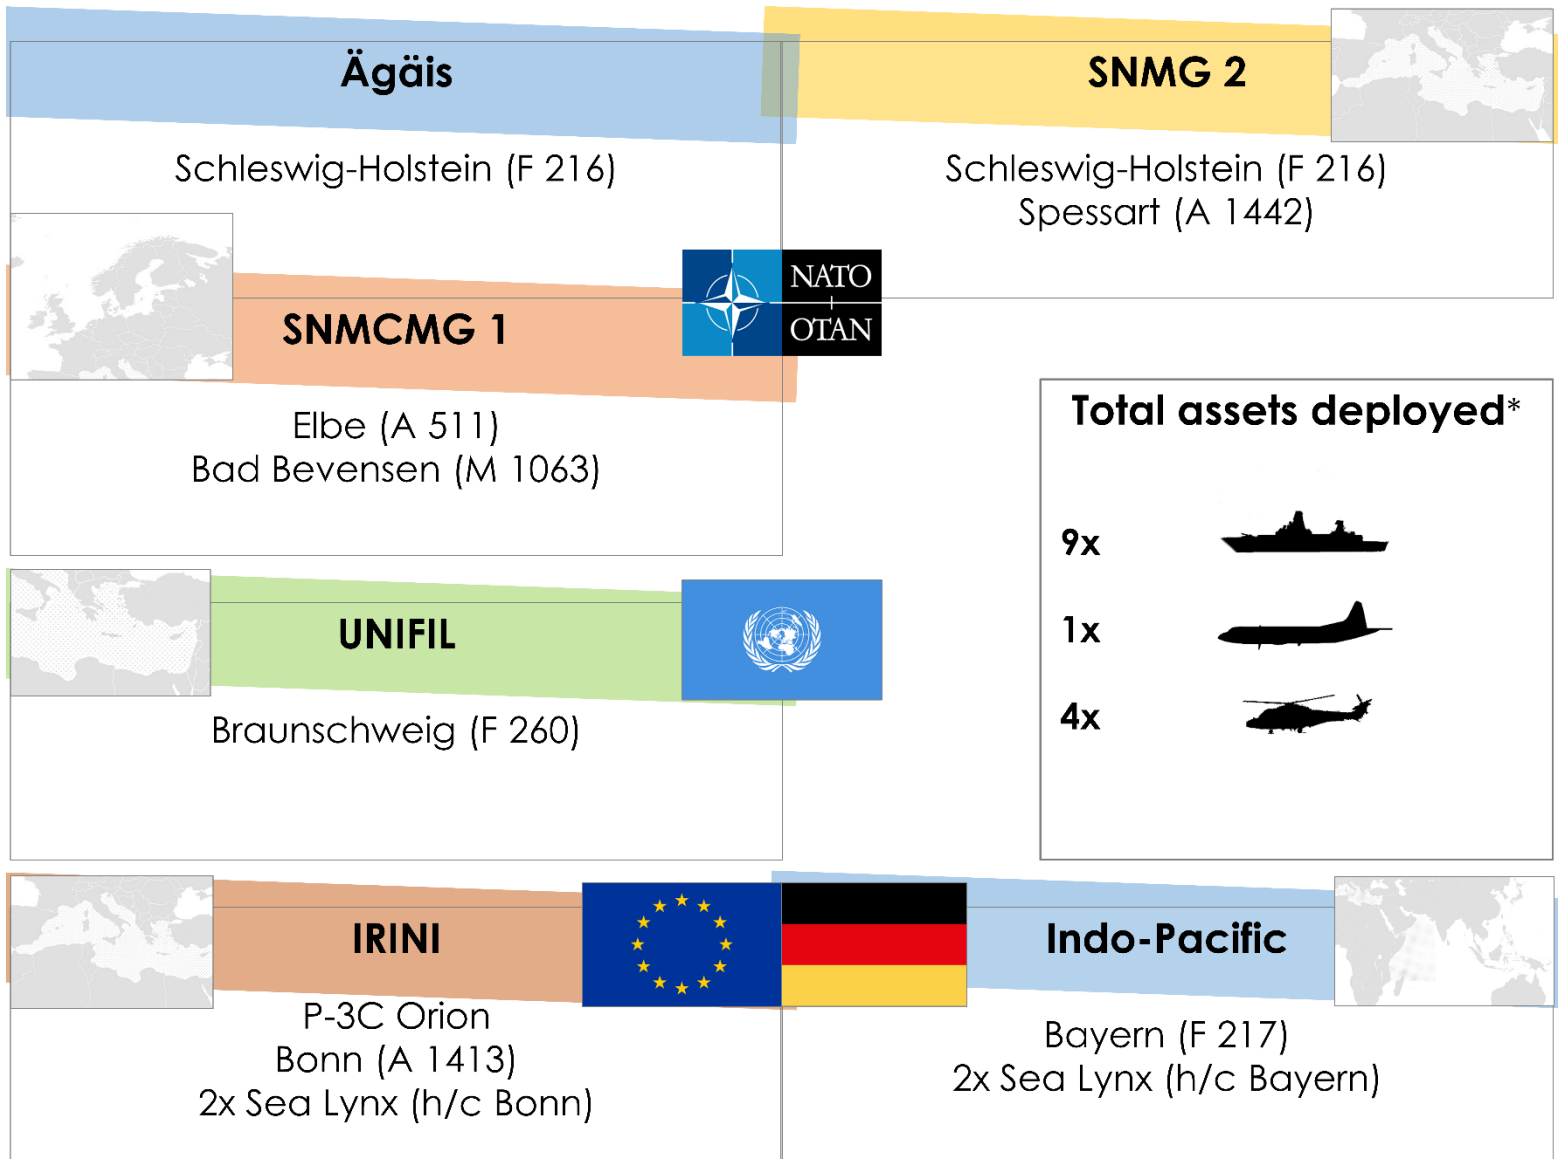 Ägäis
Schleswig-Holstein (F 216)
SNMG 2
Schleswig-Holstein (F 216)
Spessart (A 1442)
NATO
OTAN
SNMCMG 1
Elbe (A 511)
Bad Bevensen (M 1063)
Total assets deployed*
9x
1x
4x
UNIFIL
Braunschweig (F 260)
IRINI
P-3C Orion
Bonn (A 1413)
2x Sea Lynx (h/c Bonn)
Indo-Pacific
Bayern (F 217)
2x Sea Lynx (h/c Bayern)